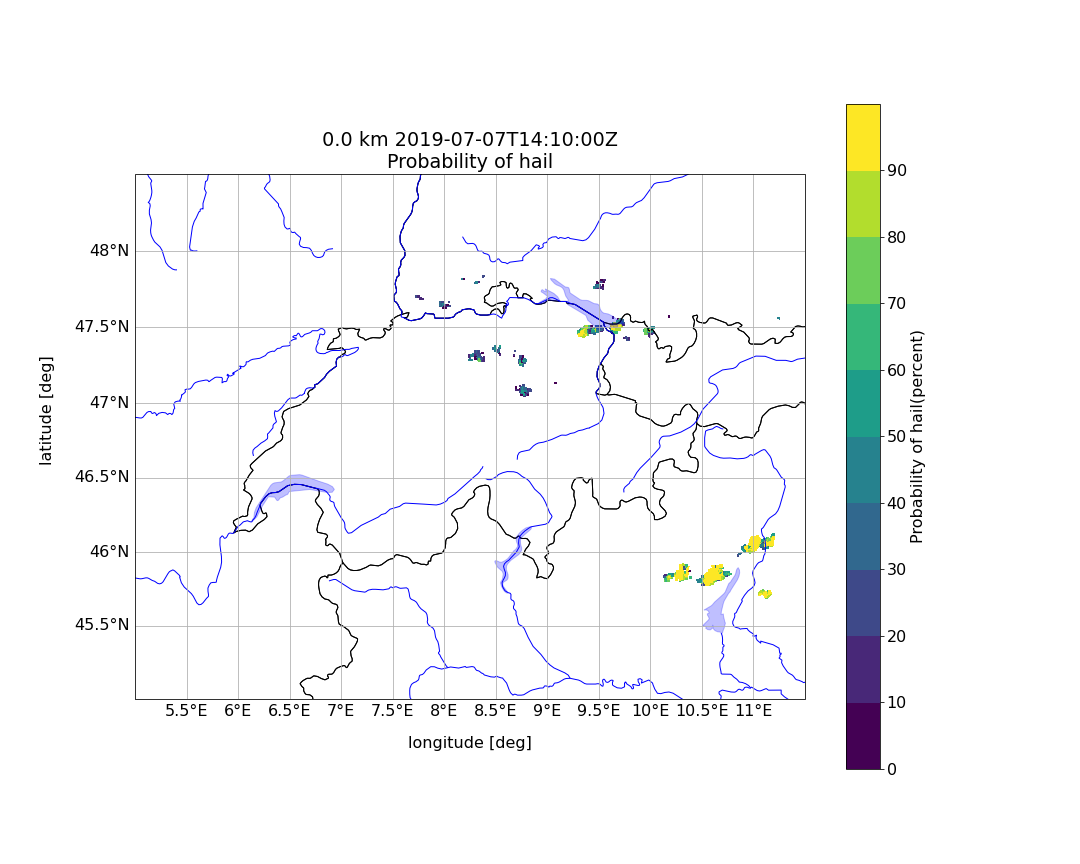 0.0 km 2019-07-07T14:10:00Z
Probability of hail
48°N
47.5°N
47°N
46.5°N
46°N
45.5°N
latitude [deg]
5.5°E 6°E 6.5°E 7°E 7.5°E 8°E 8.5°E 9°E 9.5°E 10°E 10.5°E 11°E
longitude [deg]
90
80
70
60
50
40
30
20
10
0
Probability of hail(percent)